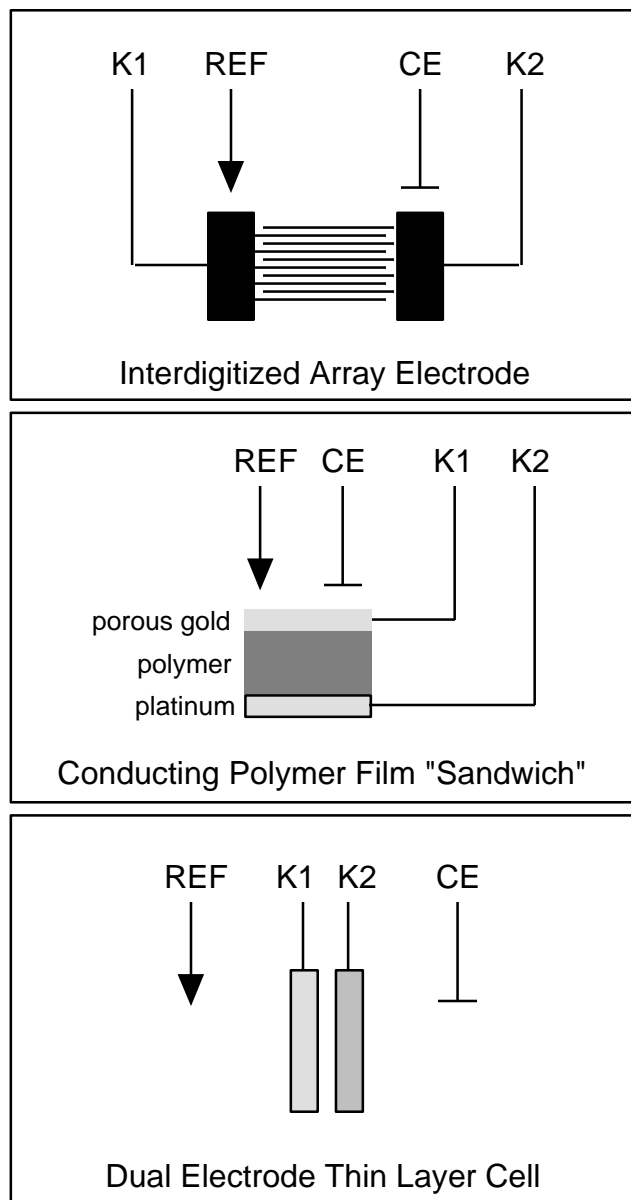 K1 REF CE K2
Interdigitized Array Electrode
REF CE K1 K2
porous gold
polymer
platinum
Conducting Polymer Film "Sandwich"
REF K1 K2 CE
Dual Electrode Thin Layer Cell